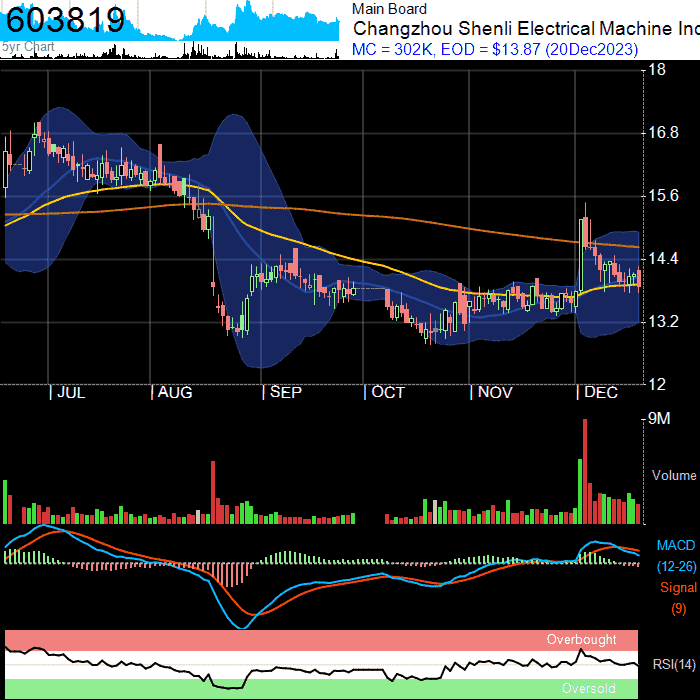 603819
5yr Chart
Main Board
Changzhou Shenli Electrical Machine Inc
MC = 302K, EOD = $13.87 (20Dec2023)
18
16.8
15.6
14.4
13.2
12
| JUL
| AUG
| SEP
| OCT
| NOV
| DEC
9M
Volume
MACD
(12-26)
Signal
(9)
Overbought
RSI(14)
Oversold